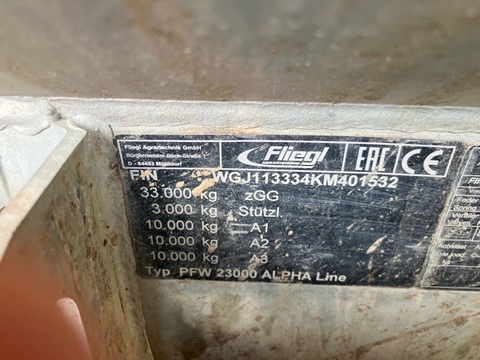 Fliegl Agrartechnik GmbH
Bürgermeister-Boch-Straße 1
D - 84453 Mühldorf
Fliegl
EAC CE
FIN WGJ113334KM401532
33.000 kg zGG
3.000 kg Stützl.
10.000 kg A1
10.000 kg A2
10.000 kg A3
Typ PFW 23000 ALPHA Line